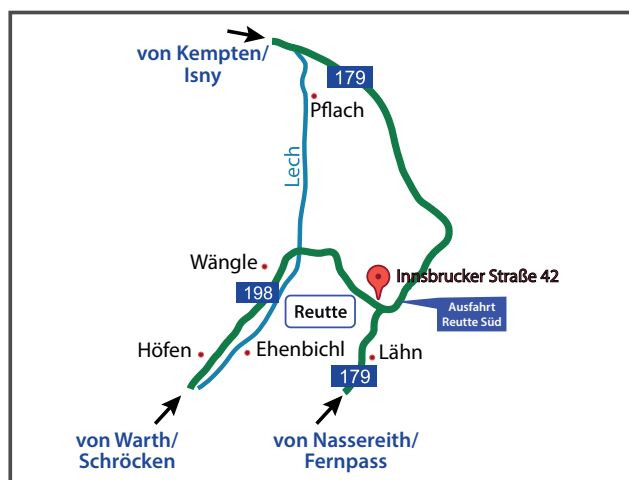 von Kempten/
Isny
179
Pflach
Lech
Wängle
Innsbrucker Straße 42
198
Reutte
Ausfahrt
Reutte Süd
Höfen
Ehenbichl
Lähn
179
von Warth/
Schröcken
von Nassereith/
Fernpass